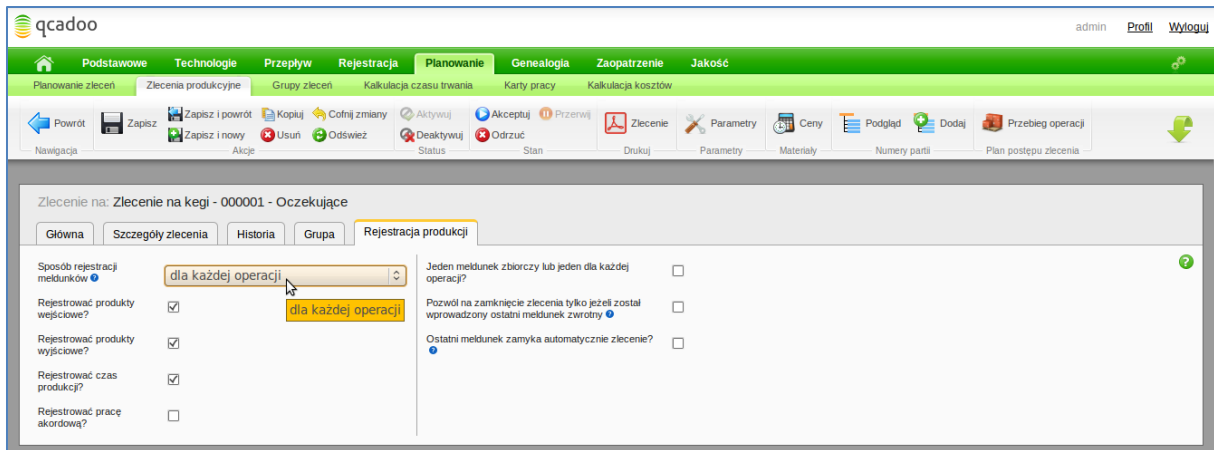 qcadoo
admin Profil Wyloguj
Podstawowe Technologie Przepływ Rejestracja Planowanie Genealogia Zaopatrzenie Jakość
Planowanie zleceń Zlecenia produkcyjne Grupy zleceń Kalkulacja czasu trwania Karty pracy Kalkulacja kosztów
Powrót Zapisz Zapisz i powrót Kopiuj Cofnij zmiany Aktywuj Akceptuj Przerwij Zlecenie Parametry Ceny Podgląd Dodaj Przebieg operacji
Zapisz i nowy Usuń Odśwież Deaktywuj Odrzuć
Nawigacja Akcje Status Stan Drukuj Parametry Materiały Numery partii Plan postępu zlecenia
Zlecenie na: Zlecenie na kegi - 000001 - Oczekujące
Główna Szczegóły zlecenia Historia Grupa Rejestracja produkcji
Sposób rejestracji
meldunków
dla każdej operacji
dla każdej operacji
Rejestrować produkty
wejściowe?
Rejestrować produkty
wyjściowe?
Rejestrować czas
produkcji?
Rejestrować pracę
akordową?
Jeden meldunek zbiorczy lub jeden dla każdej
operacji?
Pozwól na zamknięcie zlecenia tylko jeżeli został
wprowadzony ostatni meldunek zwrotny
Ostatni meldunek zamyka automatycznie zlecenie?